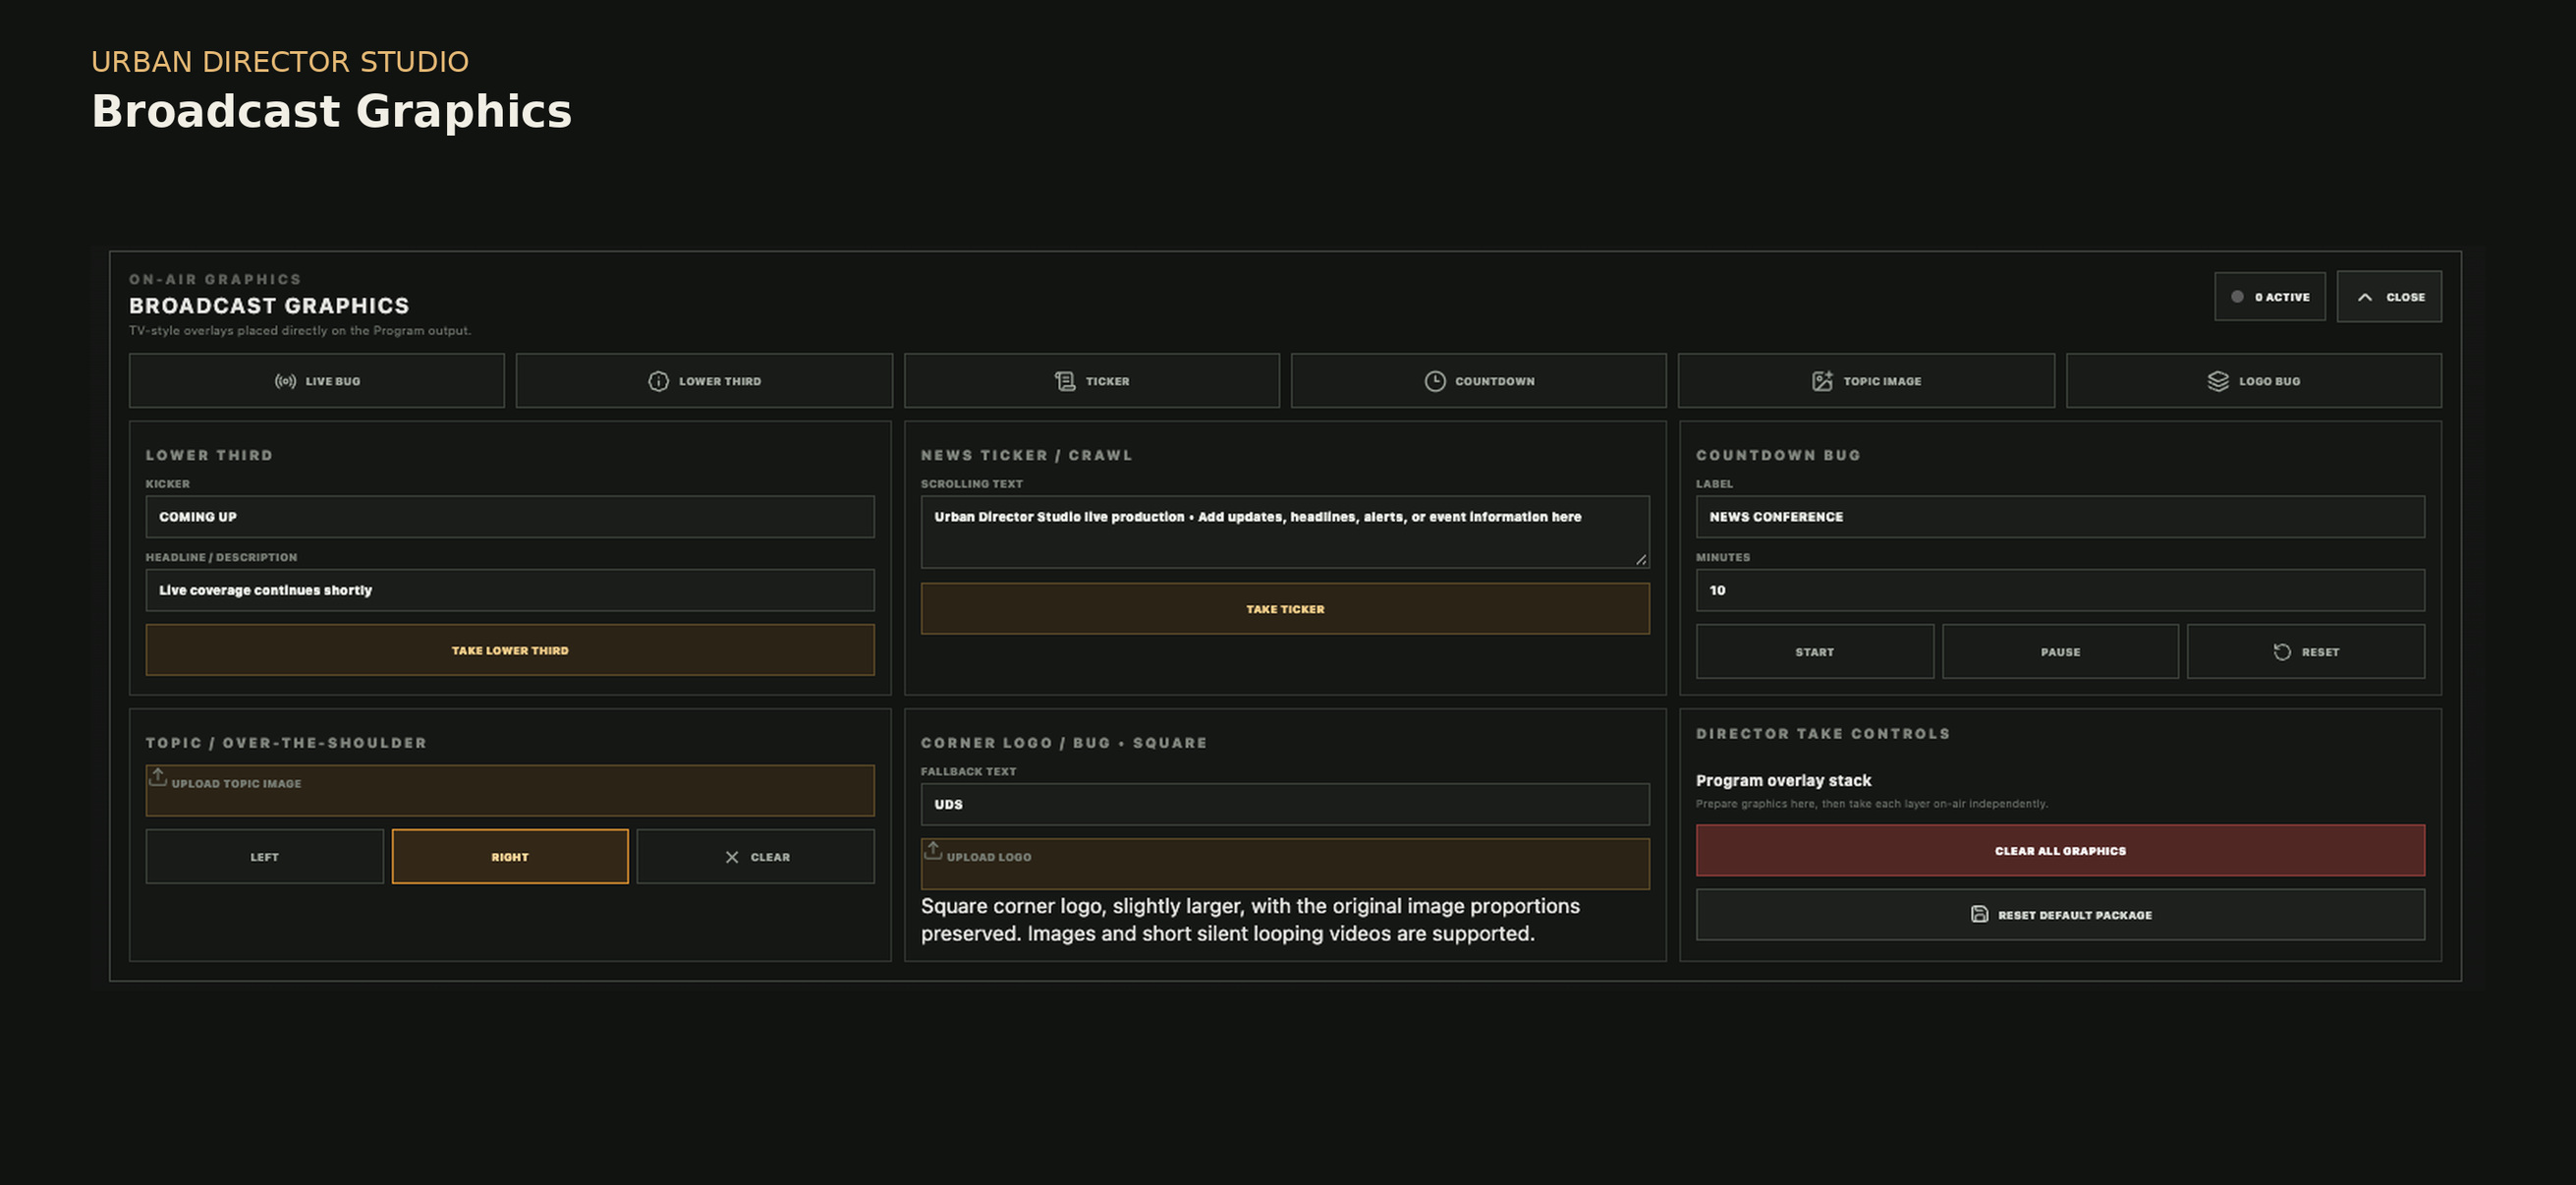 URBAN DIRECTOR STUDIO
Broadcast Graphics
ON-AIR GRAPHICS
BROADCAST GRAPHICS
TV-style overlays placed directly on the Program output.
0 ACTIVE
CLOSE
LIVE BUG
LOWER THIRD
TICKER
COUNTDOWN
TOPIC IMAGE
LOGO BUG
LOWER THIRD
KICKER
COMING UP
HEADLINE / DESCRIPTION
Live coverage continues shortly
TAKE LOWER THIRD
NEWS TICKER / CRAWL
SCROLLING TEXT
Urban Director Studio live production • Add updates, headlines, alerts, or event information here
TAKE TICKER
COUNTDOWN BUG
LABEL
NEWS CONFERENCE
MINUTES
10
START
PAUSE
RESET
TOPIC / OVER-THE-SHOULDER
UPLOAD TOPIC IMAGE
LEFT
RIGHT
CLEAR
CORNER LOGO / BUG • SQUARE
FALLBACK TEXT
UDS
UPLOAD LOGO
Square corner logo, slightly larger, with the original image proportions
preserved. Images and short silent looping videos are supported.
DIRECTOR TAKE CONTROLS
Program overlay stack
Prepare graphics here, then take each layer on-air independently.
CLEAR ALL GRAPHICS
RESET DEFAULT PACKAGE